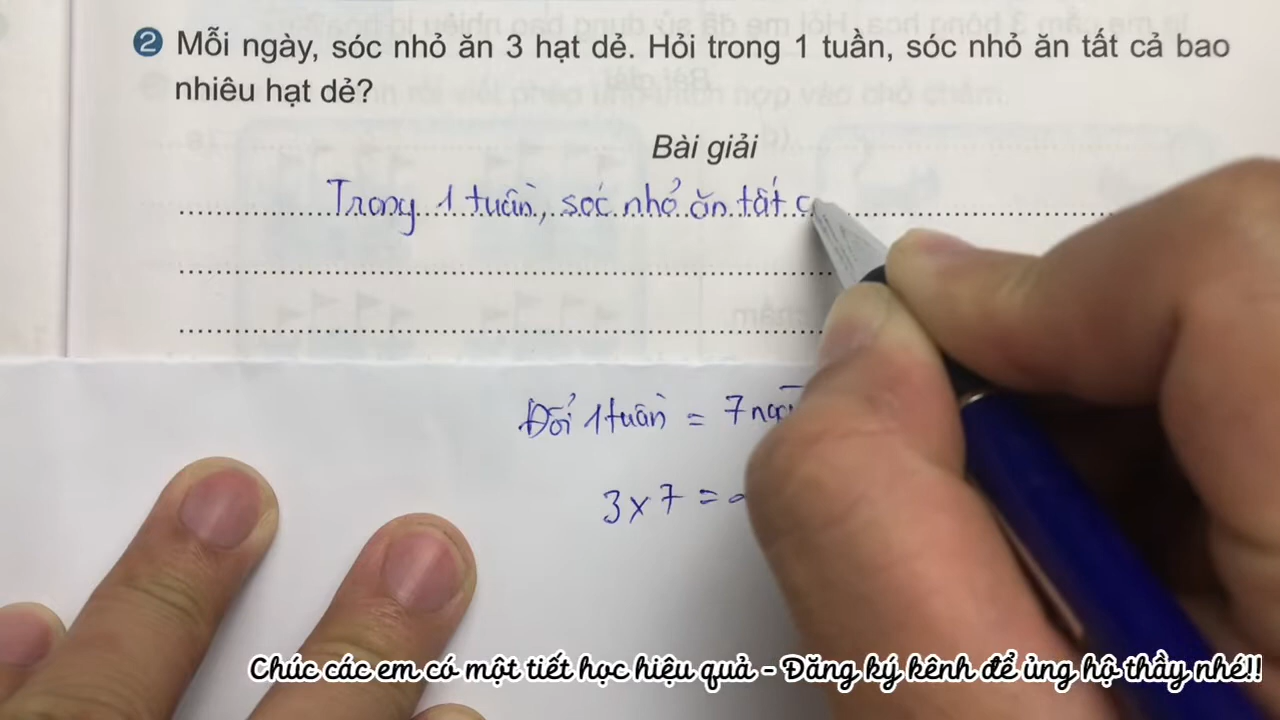 2 Mỗi ngày, sóc nhỏ ăn 3 hạt dẻ. Hỏi trong 1 tuần, sóc nhỏ ăn tất cả bao
nhiêu hạt dẻ?
Bài giải
Trong 1 tuần, sóc nhỏ ăn tất c
Đổi 1 tuần = 7
3 x 7 =
Chúc các em có một tiết học hiệu quả - Đăng ký kênh để ủng hộ thầy nhé!!